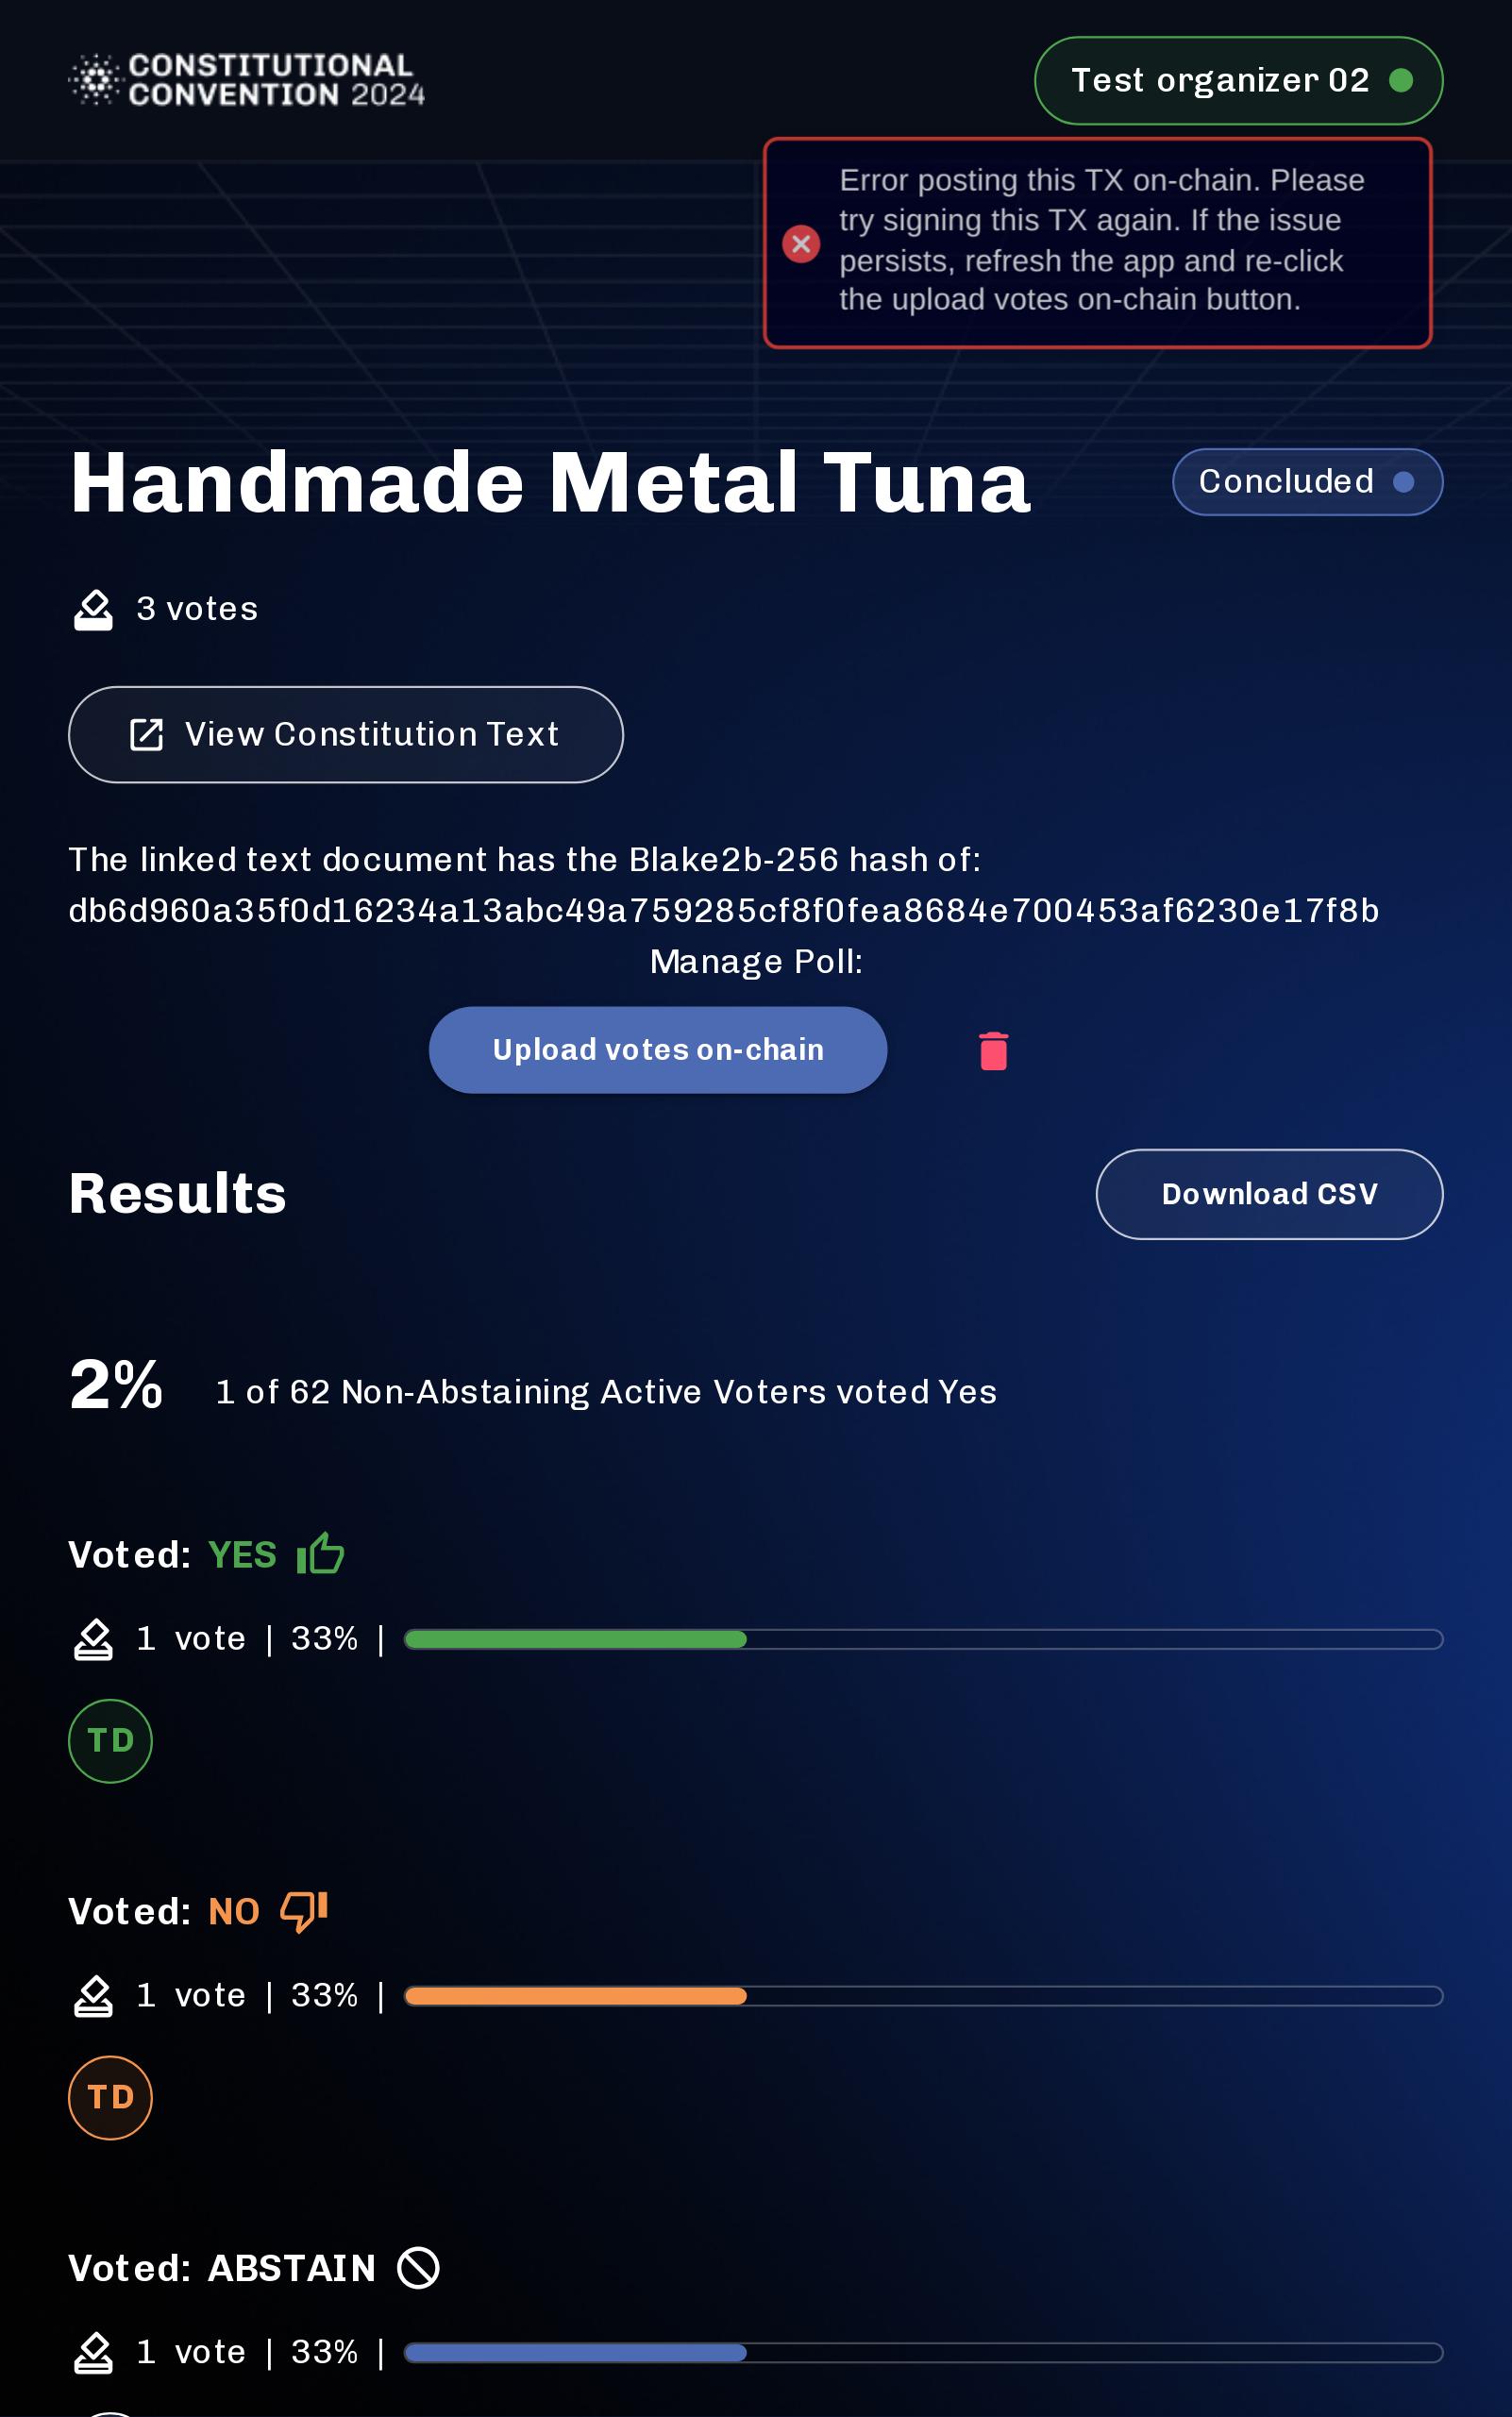 CONSTITUTIONAL
CONVENTION 2024
Test organizer 02
Error posting this TX on-chain. Please
try signing this TX again. If the issue
persists, refresh the app and re-click
the upload votes on-chain button.
Handmade Metal Tuna
Concluded
3 votes
View Constitution Text
The linked text document has the Blake2b-256 hash of:
db6d960a35f0d16234a13abc49a759285cf8f0fea8684e700453af6230e17f8b
Manage Poll:
Upload votes on-chain
Results
Download CSV
2%
1 of 62 Non-Abstaining Active Voters voted Yes
Voted: YES
1 vote | 33% |
TD
Voted: NO
1 vote | 33% |
TD
Voted: ABSTAIN
1 vote | 33% |